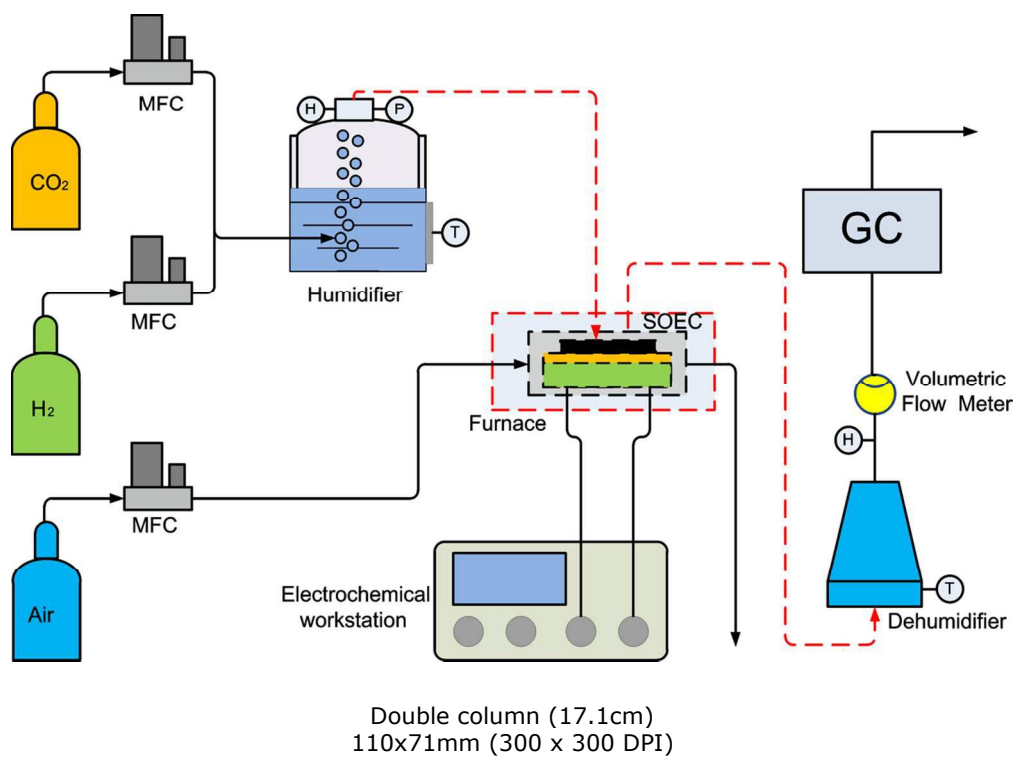 MFC
CO₂
H
P
T
Humidifier
MFC
H₂
GC
SOEC
Furnace
Volumetric
Flow Meter
H
MFC
Air
Electrochemical
workstation
T
Dehumidifier
Double column (17.1cm)
110x71mm (300 x 300 DPI)